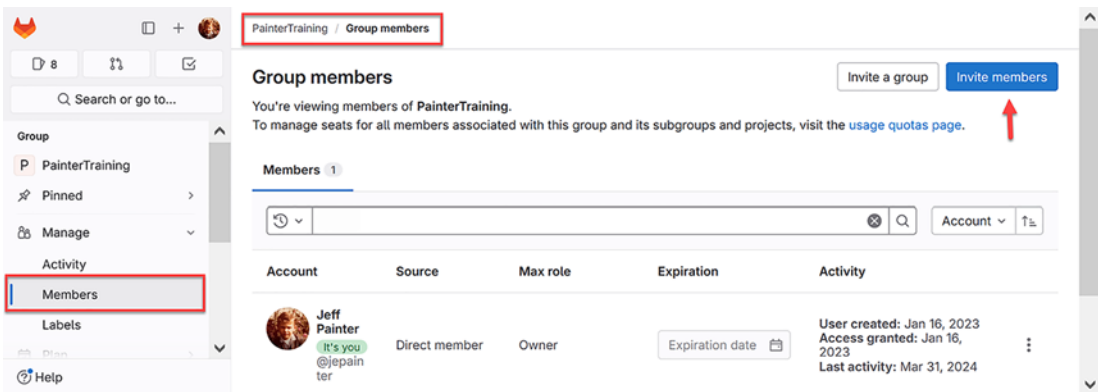 8
Search or go to...
Group
P PainterTraining
Pinned
Manage
Activity
Members
Labels
Plan
Help
PainterTraining / Group members
Group members
Invite a group
Invite members
You're viewing members of PainterTraining.
To manage seats for all members associated with this group and its subgroups and projects, visit the usage quotas page.
Members 1
Account
Account Source Max role Expiration Activity
Jeff
Painter
It's you
@jepain
ter
Direct member
Owner
Expiration date
User created: Jan 16, 2023
Access granted: Jan 16,
2023
Last activity: Mar 31, 2024